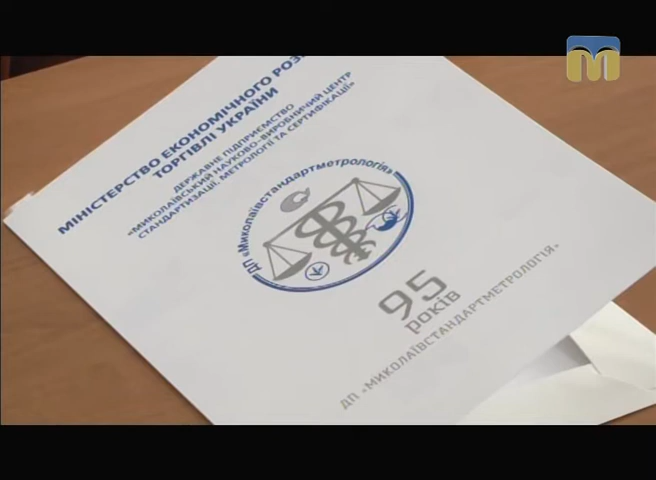 МІНІСТЕРСТВО ЕКОНОМІЧНОГО
ТОРГІВЛІ УКРАЇНИ
ДЕРЖАВНЕ ПІДПРИЄМСТВО
«МИКОЛАЇВСЬКИЙ НАУКОВО-ВИРОБНИЧИЙ ЦЕНТР
СТАНДАРТИЗАЦІЇ, МЕТРОЛОГІЇ ТА СЕРТИФІКАЦІЇ»
ДП «Миколаївстандартметрологія»
95
років
ДП «МИКОЛАЇВСТАНДАРТМЕТРОЛОГІЯ»